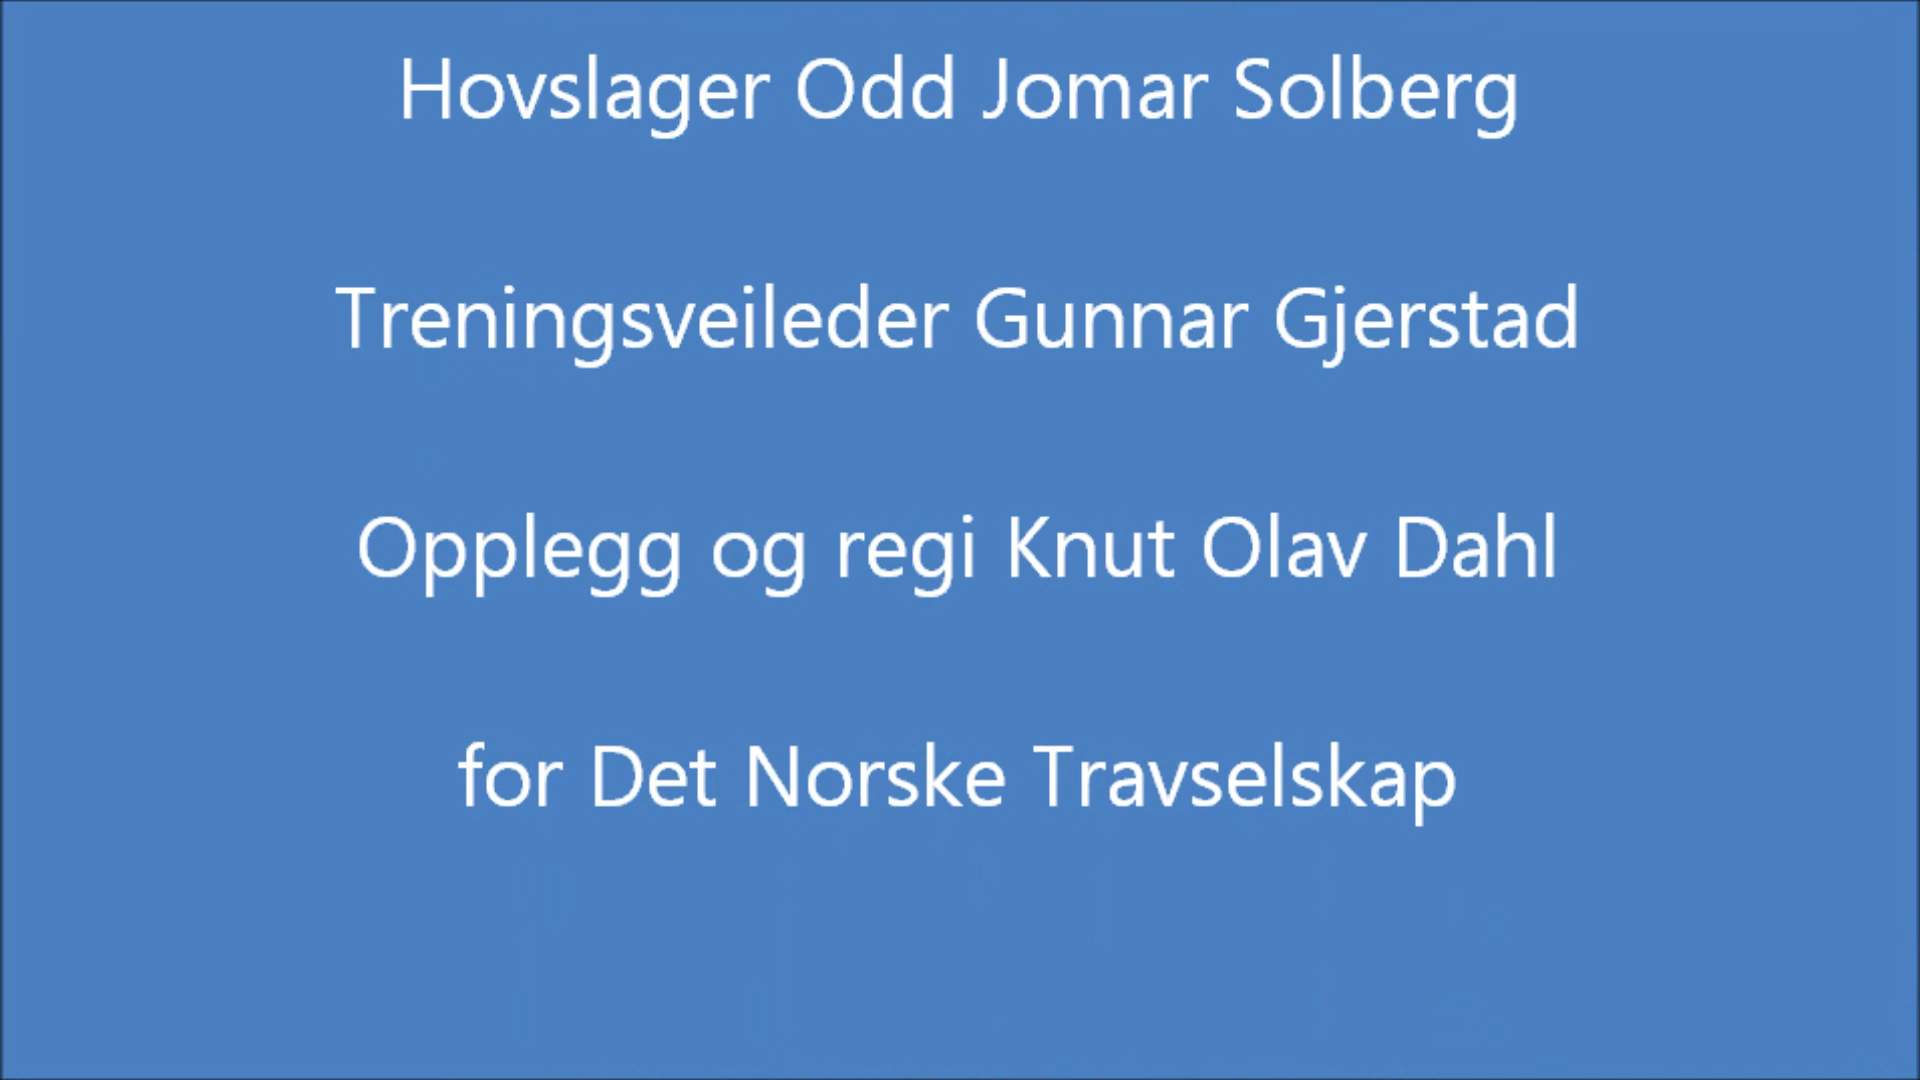 Hovslager Odd Jomar Solberg
Treningsveileder Gunnar Gjerstad
Opplegg og regi Knut Olav Dahl
for Det Norske Travselskap